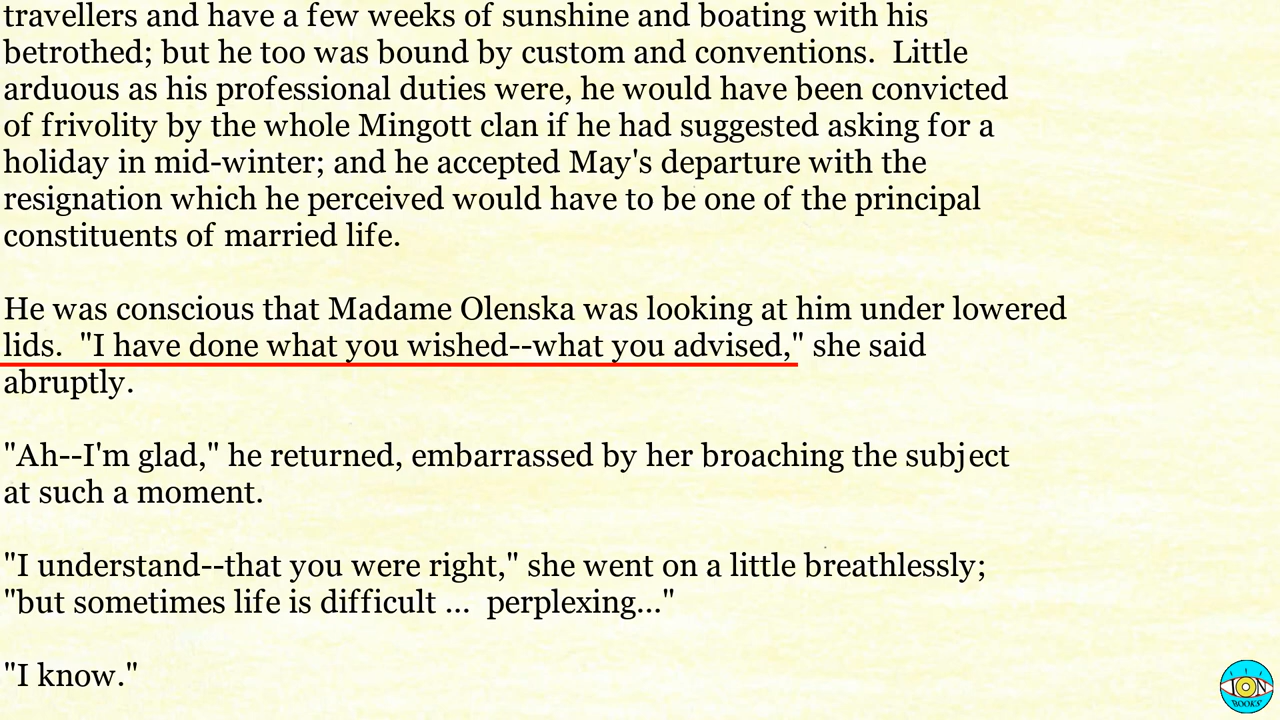 travellers and have a few weeks of sunshine and boating with his
betrothed; but he too was bound by custom and conventions.  Little
arduous as his professional duties were, he would have been convicted
of frivolity by the whole Mingott clan if he had suggested asking for a
holiday in mid-winter; and he accepted May's departure with the
resignation which he perceived would have to be one of the principal
constituents of married life.
He was conscious that Madame Olenska was looking at him under lowered
lids.  "I have done what you wished--what you advised," she said
abruptly.
"Ah--I'm glad," he returned, embarrassed by her broaching the subject
at such a moment.
"I understand--that you were right," she went on a little breathlessly;
"but sometimes life is difficult ...  perplexing..."
"I know."
ION
BOOKS